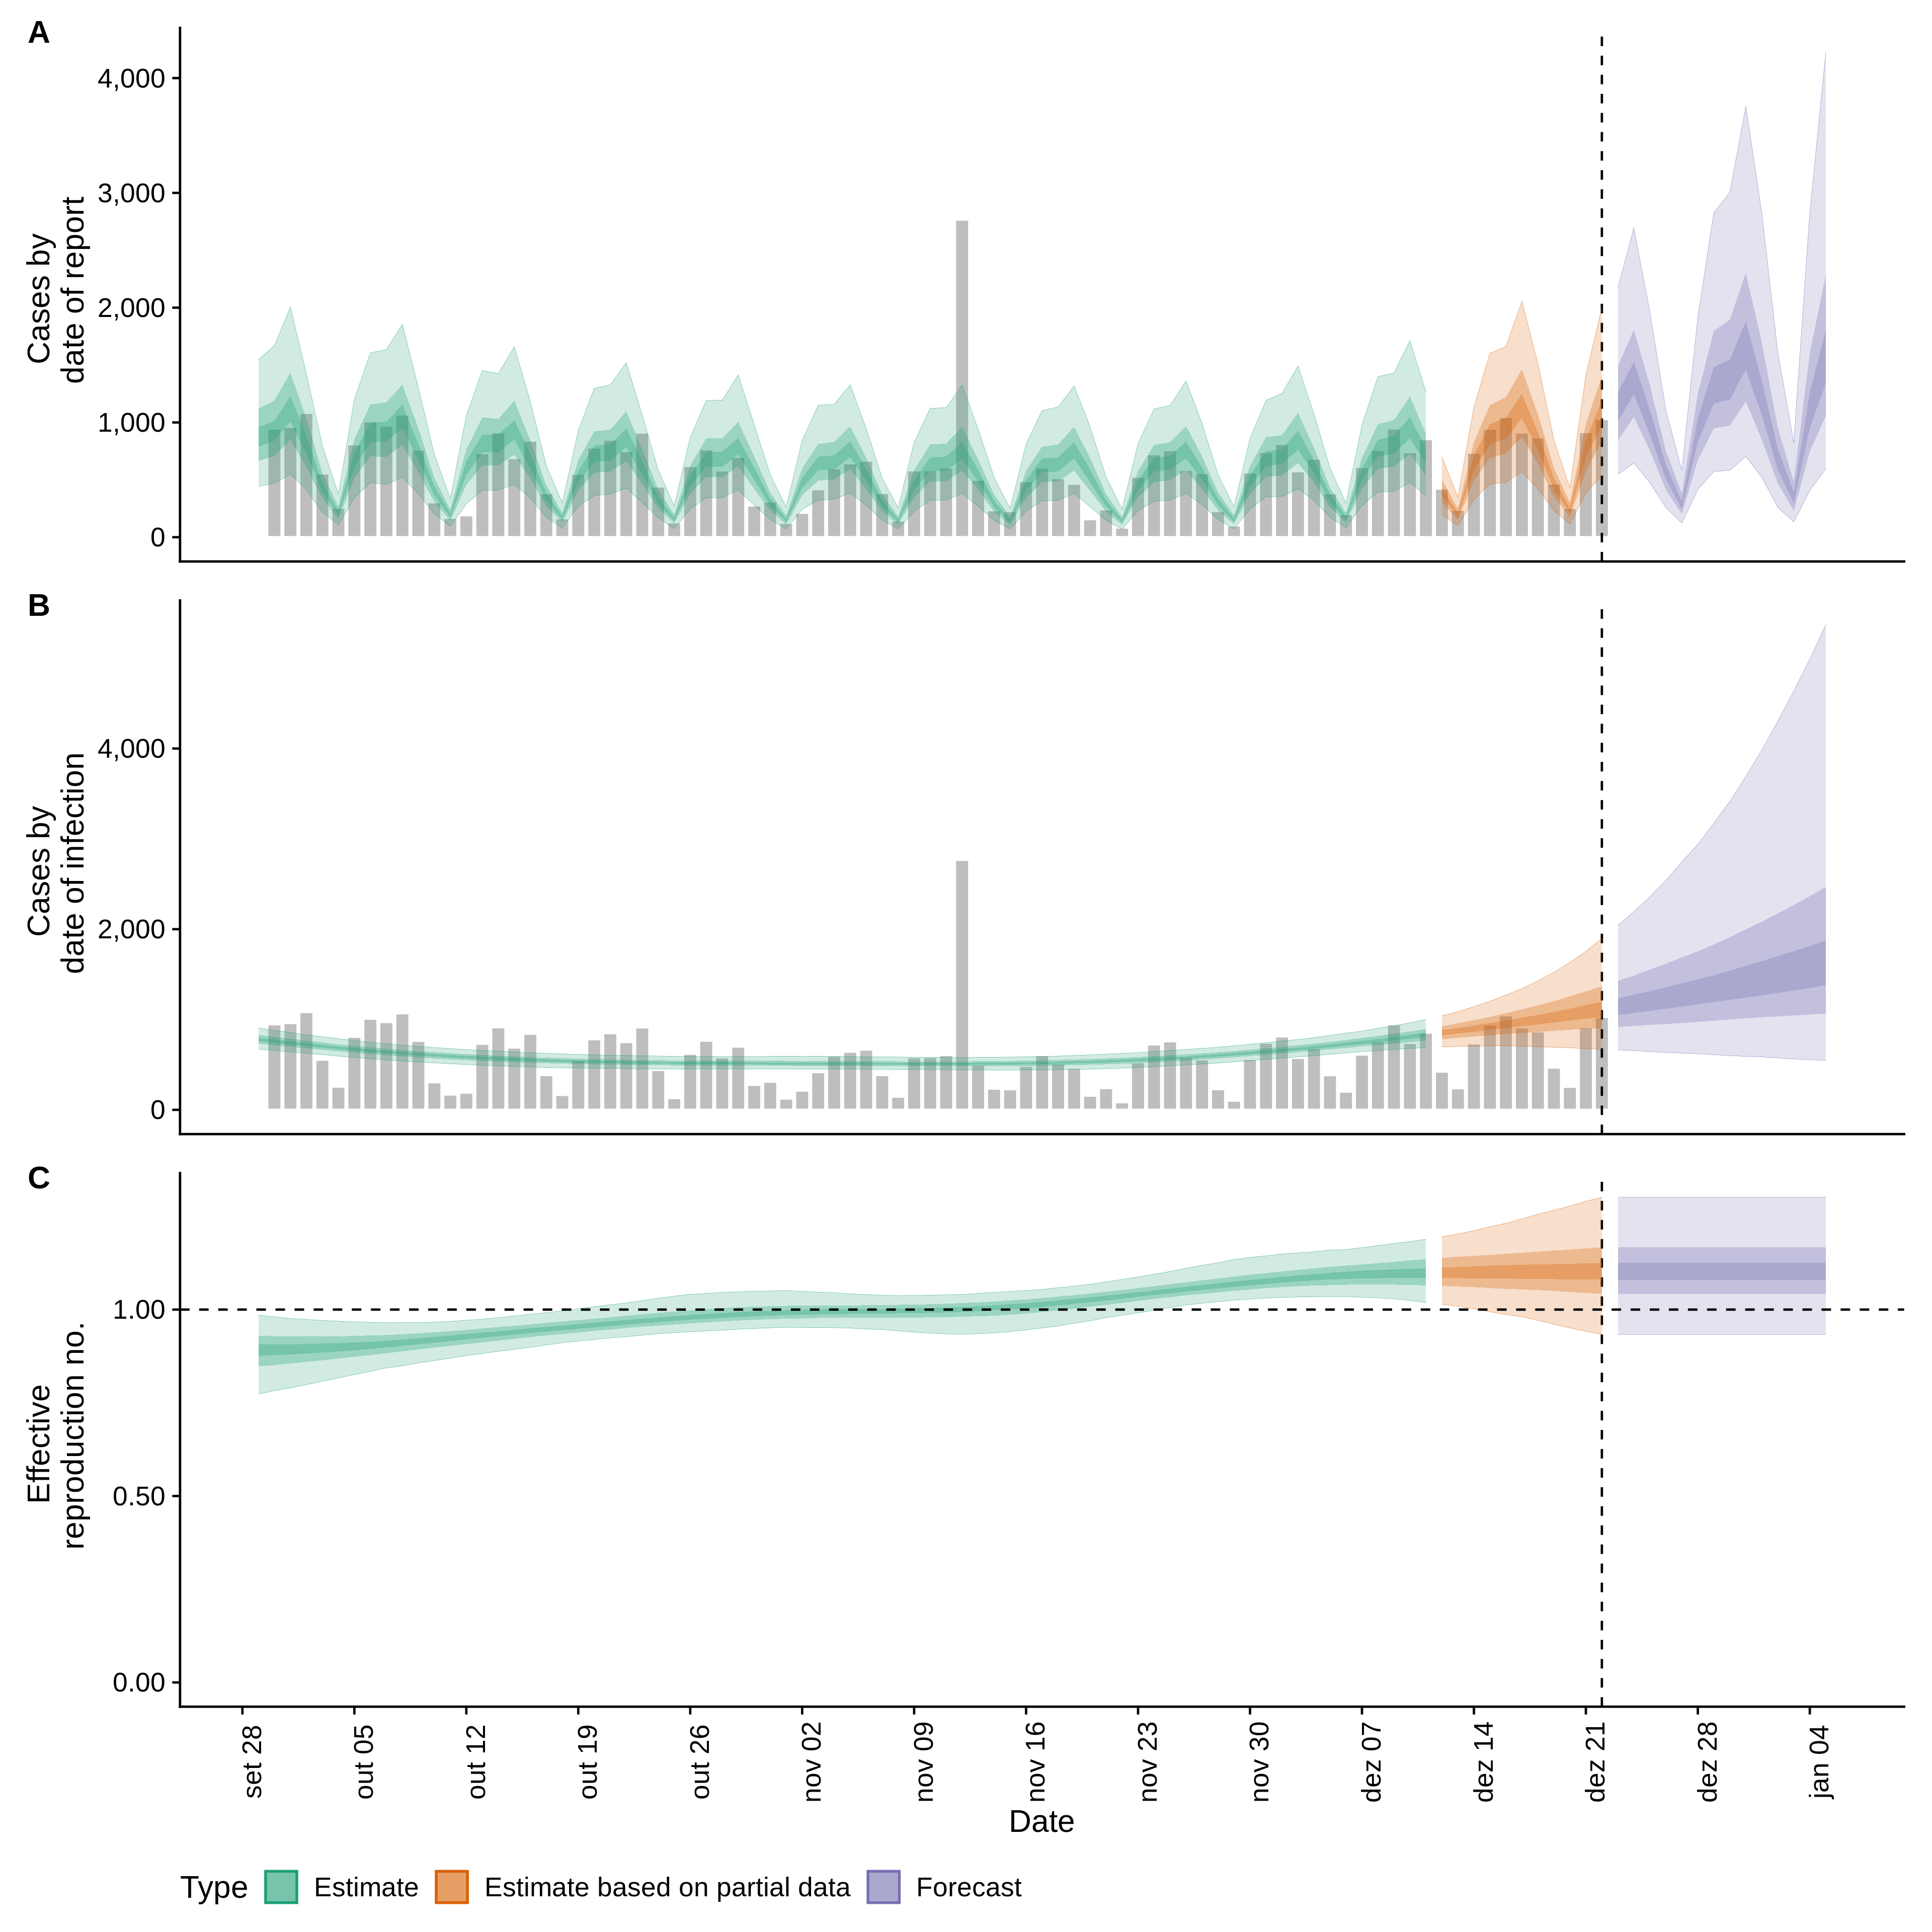 A
4,000
3,000
2,000
1,000
0
Cases by
date of report
B
4,000
2,000
0
Cases by
date of infection
C
1.00
0.50
0.00
Effective
reproduction no.
set 28
out 05
out 12
out 19
out 26
nov 02
nov 09
nov 16
nov 23
nov 30
dez 07
dez 14
dez 21
dez 28
jan 04
Date
Type Estimate Estimate based on partial data Forecast